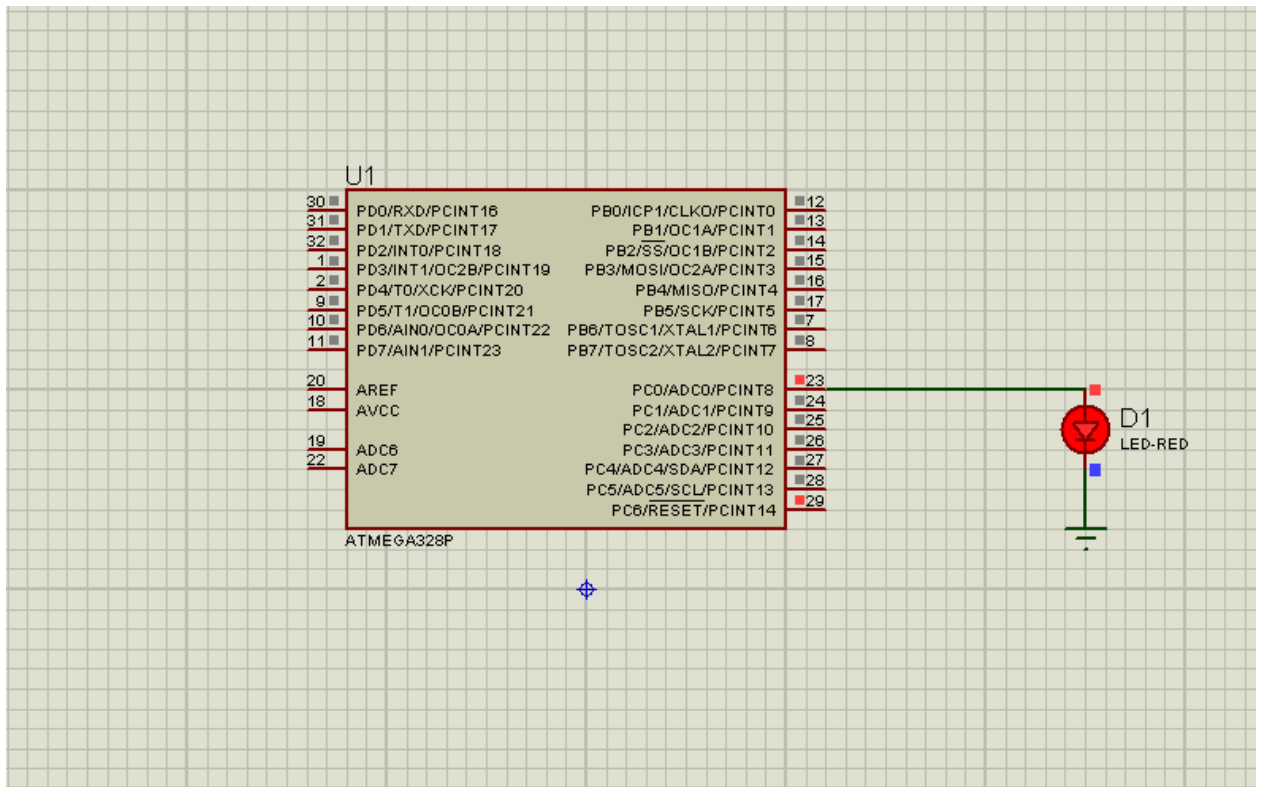 U1
30 PD0/RXD/PCINT16
31 PD1/TXD/PCINT17
32 PD2/INT0/PCINT18
1 PD3/INT1/OC2B/PCINT19
2 PD4/T0/XCK/PCINT20
9 PD5/T1/OC0B/PCINT21
10 PD6/AIN0/OC0A/PCINT22
11 PD7/AIN1/PCINT23
20 AREF
18 AVCC
19 ADC6
22 ADC7
PB0/ICP1/CLKO/PCINT0 12
PB1/OC1A/PCINT1 13
PB2/SS/OC1B/PCINT2 14
PB3/MOSI/OC2A/PCINT3 15
PB4/MISO/PCINT4 16
PB5/SCK/PCINT5 17
PB6/TOSC1/XTAL1/PCINT6 7
PB7/TOSC2/XTAL2/PCINT7 8
PC0/ADC0/PCINT8 23
PC1/ADC1/PCINT9 24
PC2/ADC2/PCINT10 25
PC3/ADC3/PCINT11 26
PC4/ADC4/SDA/PCINT12 27
PC5/ADC5/SCL/PCINT13 28
PC6/RESET/PCINT14 29
ATMEGA328P
D1
LED-RED